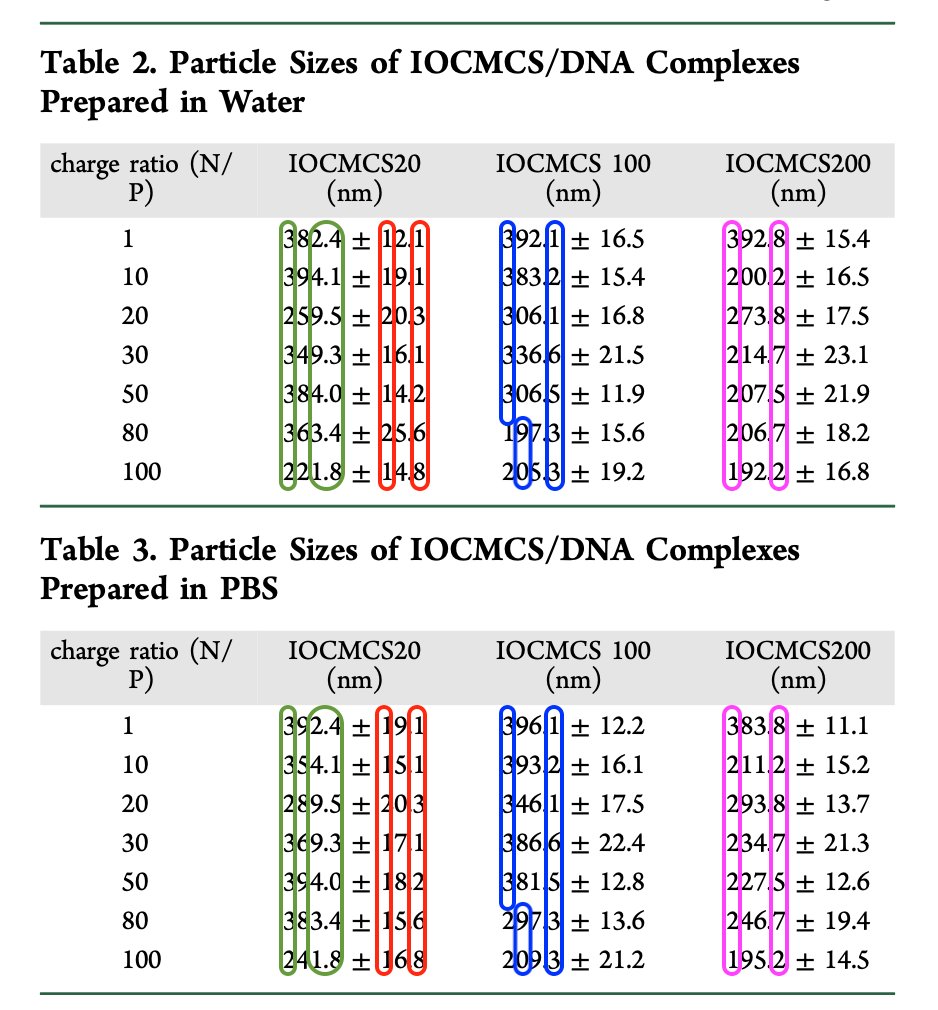 Table 2. Particle Sizes of IOCMCS/DNA Complexes
Prepared in Water
charge ratio (N/P) IOCMCS20 (nm) IOCMCS 100 (nm) IOCMCS200 (nm)
1 382.4 ± 12.1 392.1 ± 16.5 392.8 ± 15.4
10 394.1 ± 19.1 383.2 ± 15.4 200.2 ± 16.5
20 259.5 ± 20.3 306.1 ± 16.8 273.8 ± 17.5
30 349.3 ± 16.1 336.6 ± 21.5 214.7 ± 23.1
50 384.0 ± 14.2 306.5 ± 11.9 207.5 ± 21.9
80 363.4 ± 25.6 197.3 ± 15.6 206.7 ± 18.2
100 221.8 ± 14.8 205.3 ± 19.2 192.2 ± 16.8
Table 3. Particle Sizes of IOCMCS/DNA Complexes
Prepared in PBS
charge ratio (N/P) IOCMCS20 (nm) IOCMCS 100 (nm) IOCMCS200 (nm)
1 392.4 ± 19.1 396.1 ± 12.2 383.8 ± 11.1
10 354.1 ± 15.1 393.2 ± 16.1 211.2 ± 15.2
20 289.5 ± 20.3 346.1 ± 17.5 293.8 ± 13.7
30 369.3 ± 17.1 386.6 ± 22.4 234.7 ± 21.3
50 394.0 ± 18.2 381.5 ± 12.8 227.5 ± 12.6
80 383.4 ± 15.6 297.3 ± 13.6 246.7 ± 19.4
100 241.8 ± 16.8 209.3 ± 21.2 195.2 ± 14.5